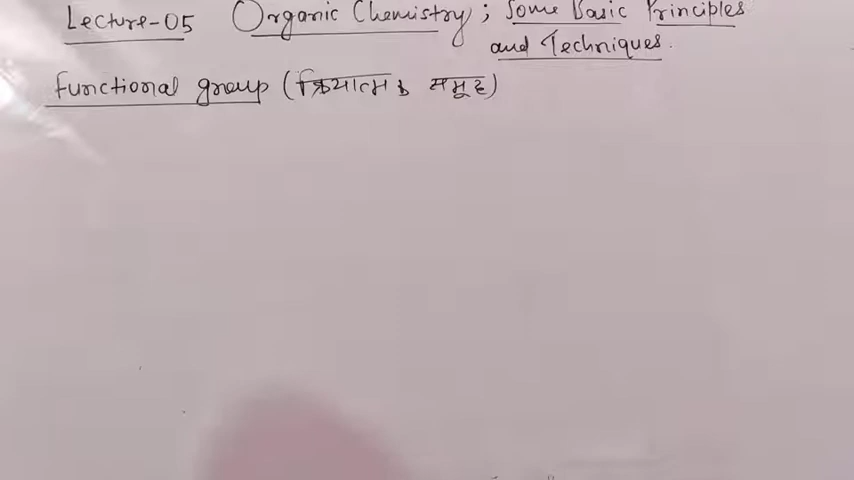 Lecture-05 Organic Chemistry; Some Basic Principles
and Techniques.
functional group (क्रियात्मक समूह)